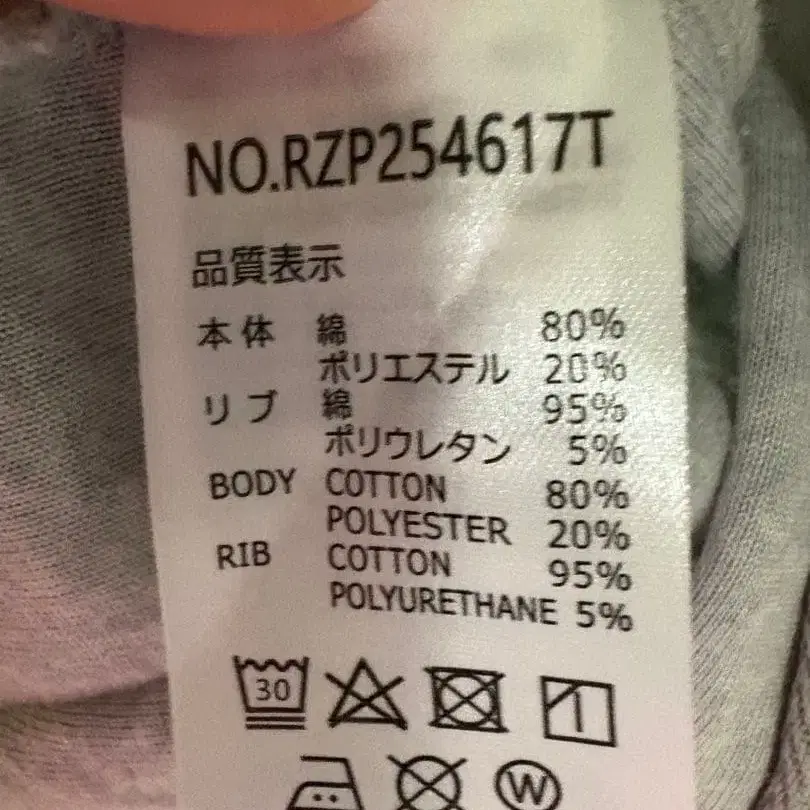 NO.RZP254617T
品質表示
本体 綿 80%
ポリエステル 20%
リブ 綿 95%
ポリウレタン 5%
BODY COTTON 80%
POLYESTER 20%
RIB COTTON 95%
POLYURETHANE 5%
30
W